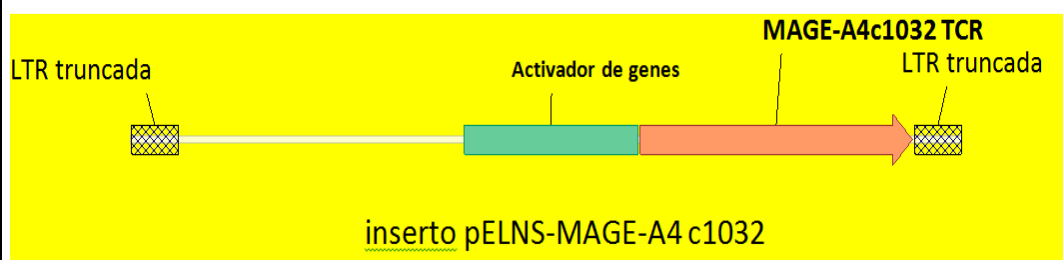 MAGE-A4c1032 TCR
LTR truncada
Activador de genes
LTR truncada
inserto pELNS-MAGE-A4 c1032